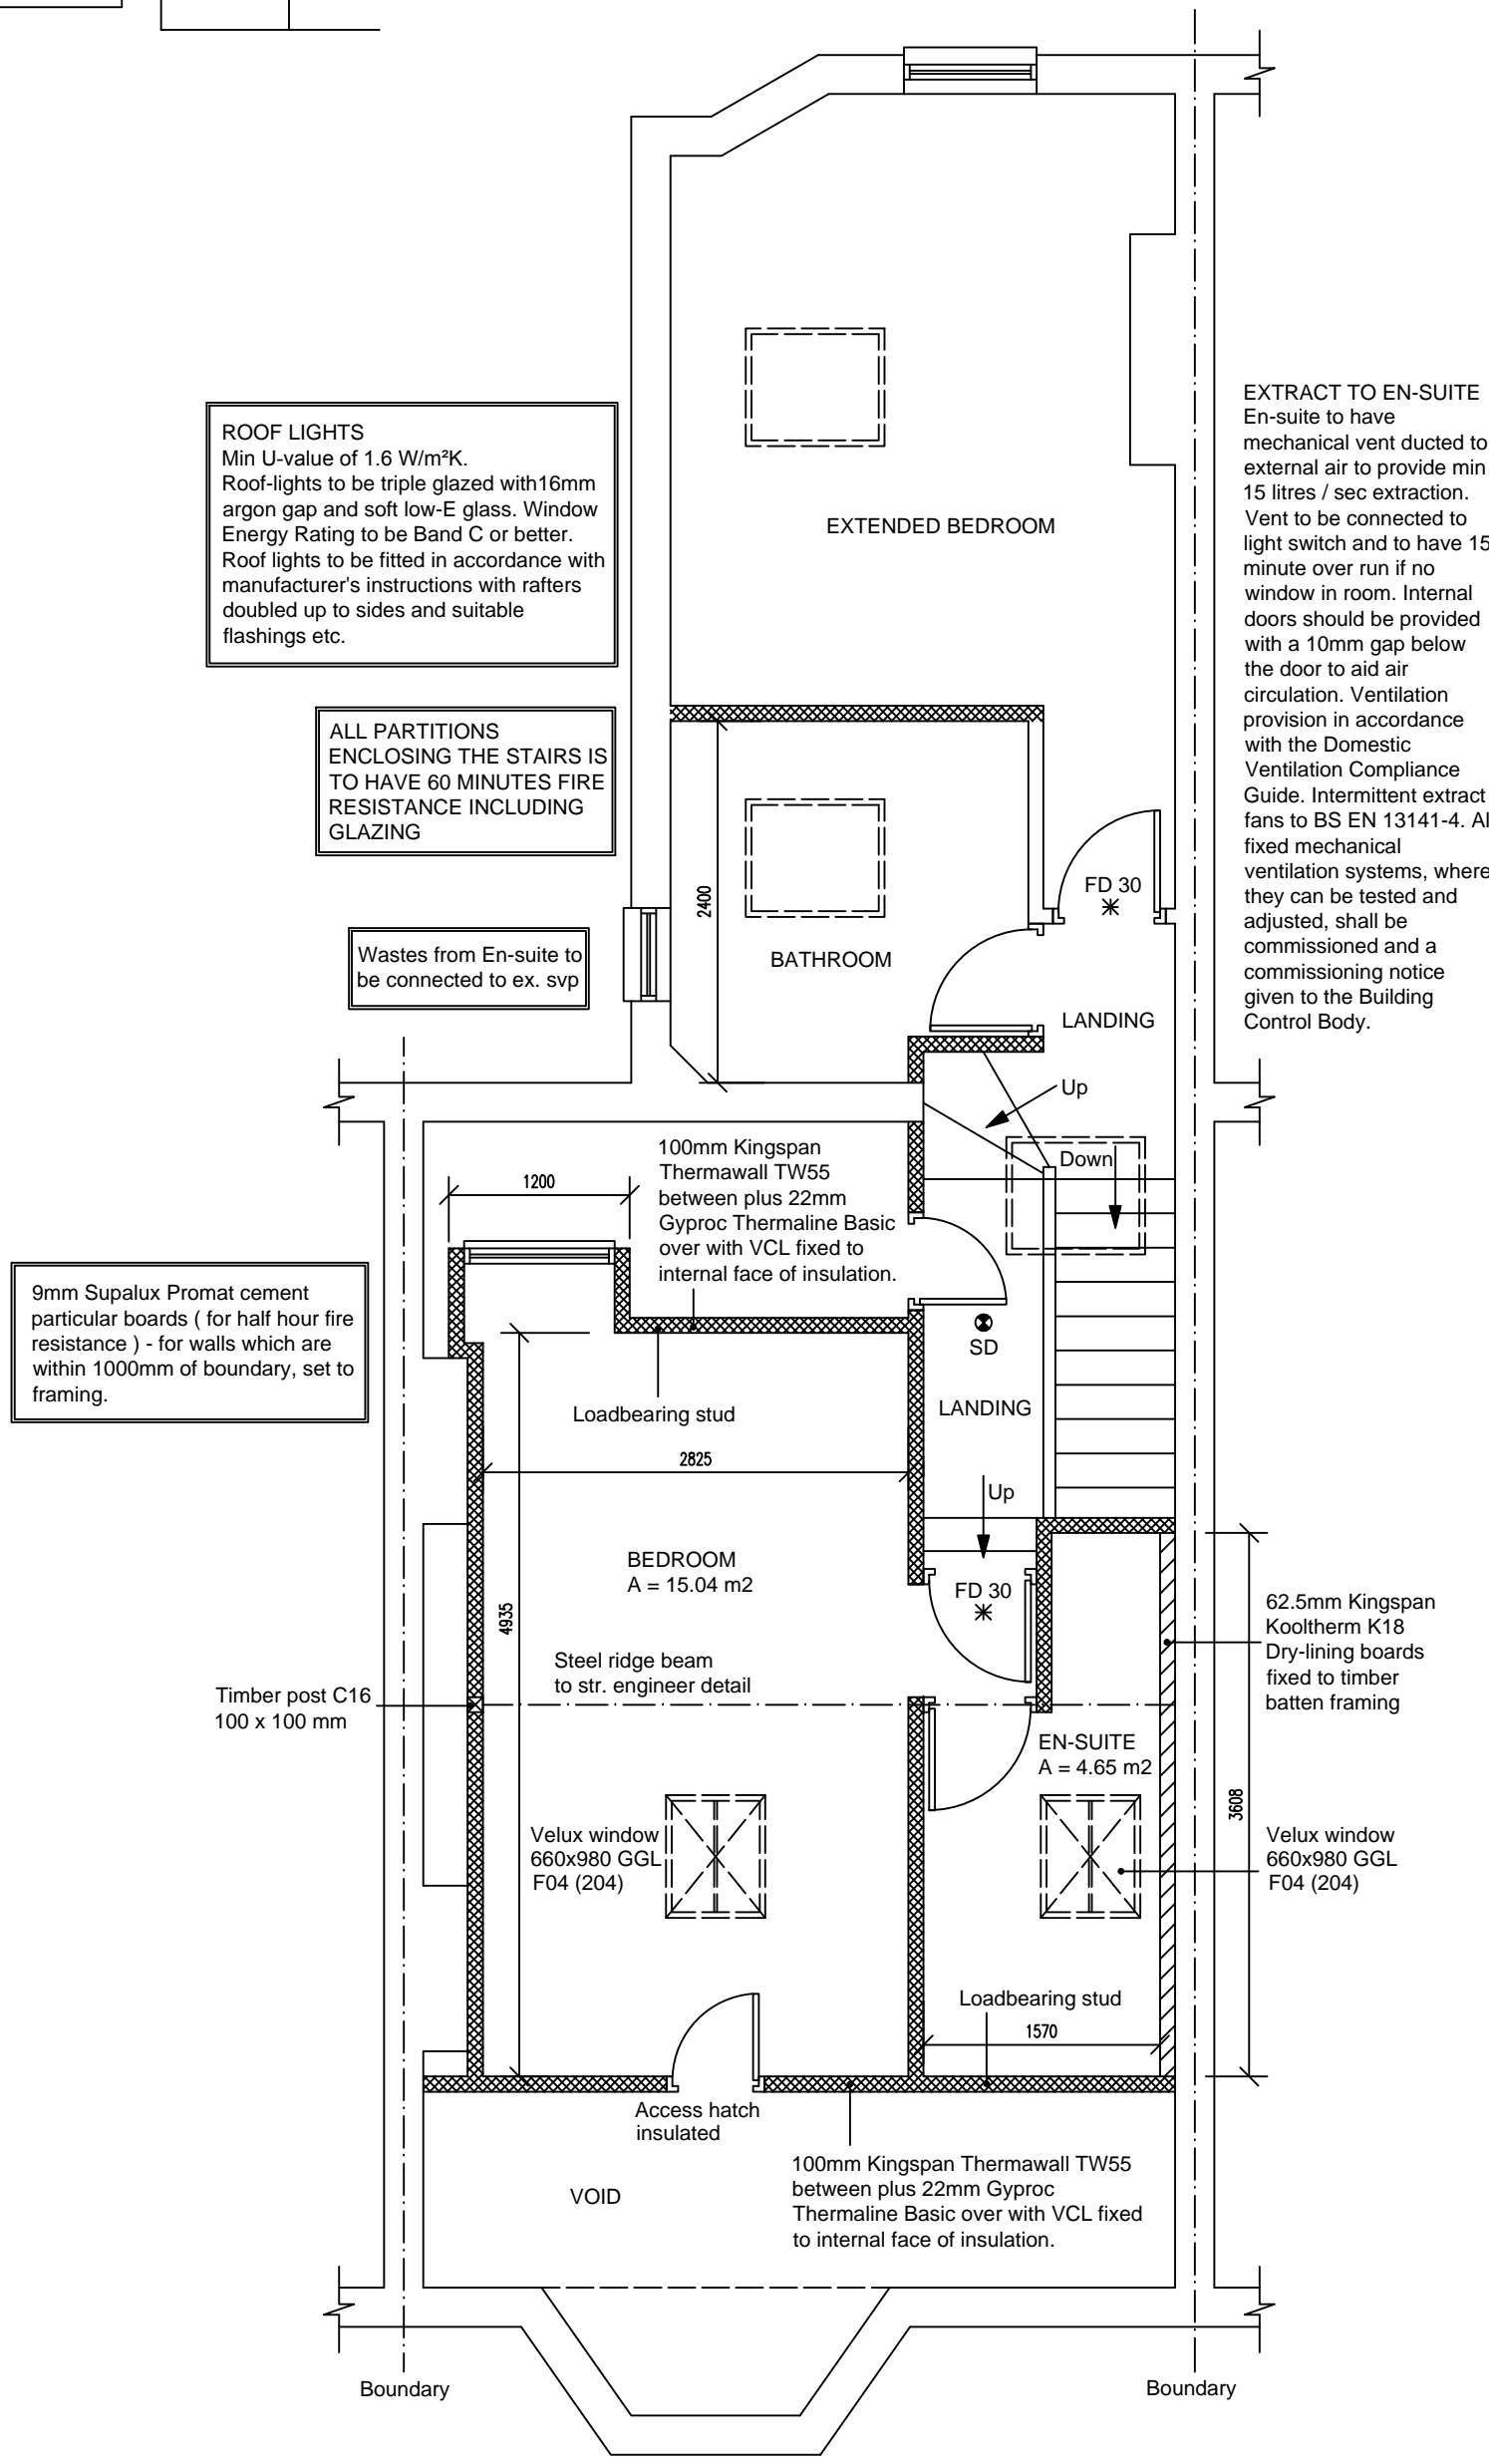 ROOF LIGHTS
Min U-value of 1.6 W/m²K.
Roof-lights to be triple glazed with16mm
argon gap and soft low-E glass. Window
Energy Rating to be Band C or better.
Roof lights to be fitted in accordance with
manufacturer's instructions with rafters
doubled up to sides and suitable
flashings etc.
EXTENDED BEDROOM
EXTRACT TO EN-SUITE
En-suite to have
mechanical vent ducted to
external air to provide min
15 litres / sec extraction.
Vent to be connected to
light switch and to have 15
minute over run if no
window in room. Internal
doors should be provided
with a 10mm gap below
the door to aid air
circulation. Ventilation
provision in accordance
with the Domestic
Ventilation Compliance
Guide. Intermittent extract
fans to BS EN 13141-4.
fixed mechanical
ventilation systems, where
they can be tested and
adjusted, shall be
commissioned and a
commissioning notice
given to the Building
Control Body.
ALL PARTITIONS
ENCLOSING THE STAIRS IS
TO HAVE 60 MINUTES FIRE
RESISTANCE INCLUDING
GLAZING
2400
FD 30
Wastes from En-suite to
be connected to ex. svp
BATHROOM
LANDING
Up
Down
100mm Kingspan
Thermawall TW55
between plus 22mm
Gyproc Thermaline Basic
over with VCL fixed to
internal face of insulation.
1200
9mm Supalux Promat cement
particular boards ( for half hour fire
resistance ) - for walls which are
within 1000mm of boundary, set to
framing.
SD
LANDING
Loadbearing stud
2825
Up
BEDROOM
A = 15.04 m2
4935
FD 30
62.5mm Kingspan
Kooltherm K18
Dry-lining boards
fixed to timber
batten framing
Steel ridge beam
to str. engineer detail
Timber post C16
100 x 100 mm
EN-SUITE
A = 4.65 m2
3608
Velux window
660x980 GGL
F04 (204)
Velux window
660x980 GGL
F04 (204)
Loadbearing stud
1570
Access hatch
insulated
100mm Kingspan Thermawall TW55
between plus 22mm Gyproc
Thermaline Basic over with VCL fixed
to internal face of insulation.
VOID
Boundary
Boundary